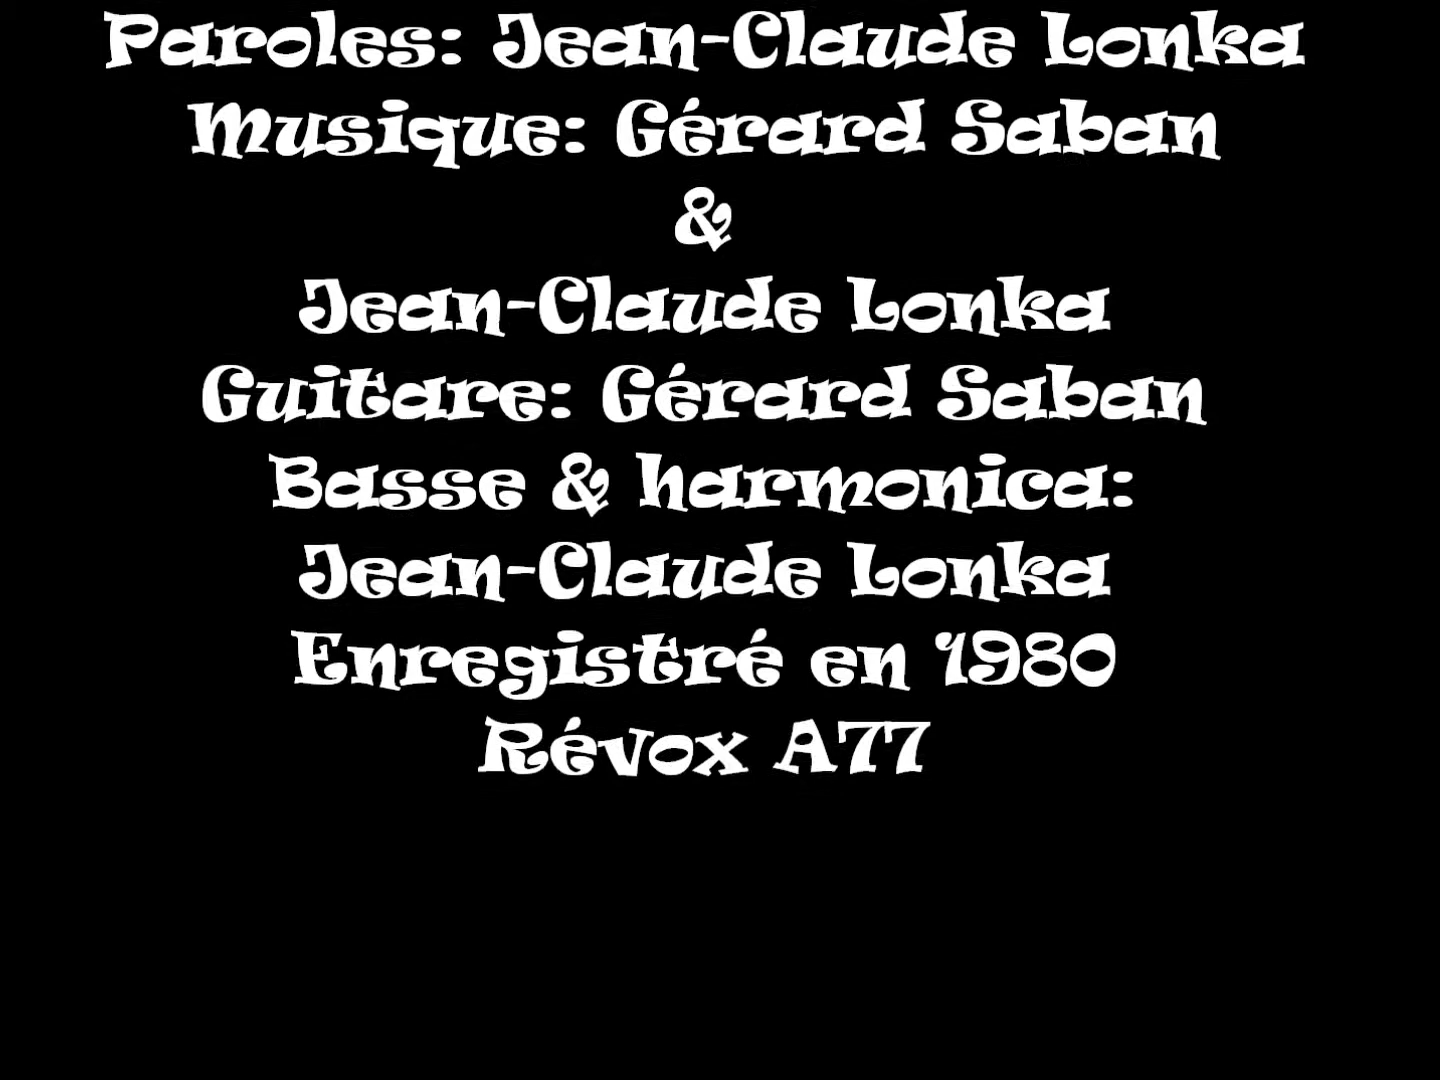 Paroles: Jean-Claude Lonka
Musique: Gérard Saban
&
Jean-Claude Lonka
Guitare: Gérard Saban
Basse & harmonica:
Jean-Claude Lonka
Enregistré en 1980
Révox A77